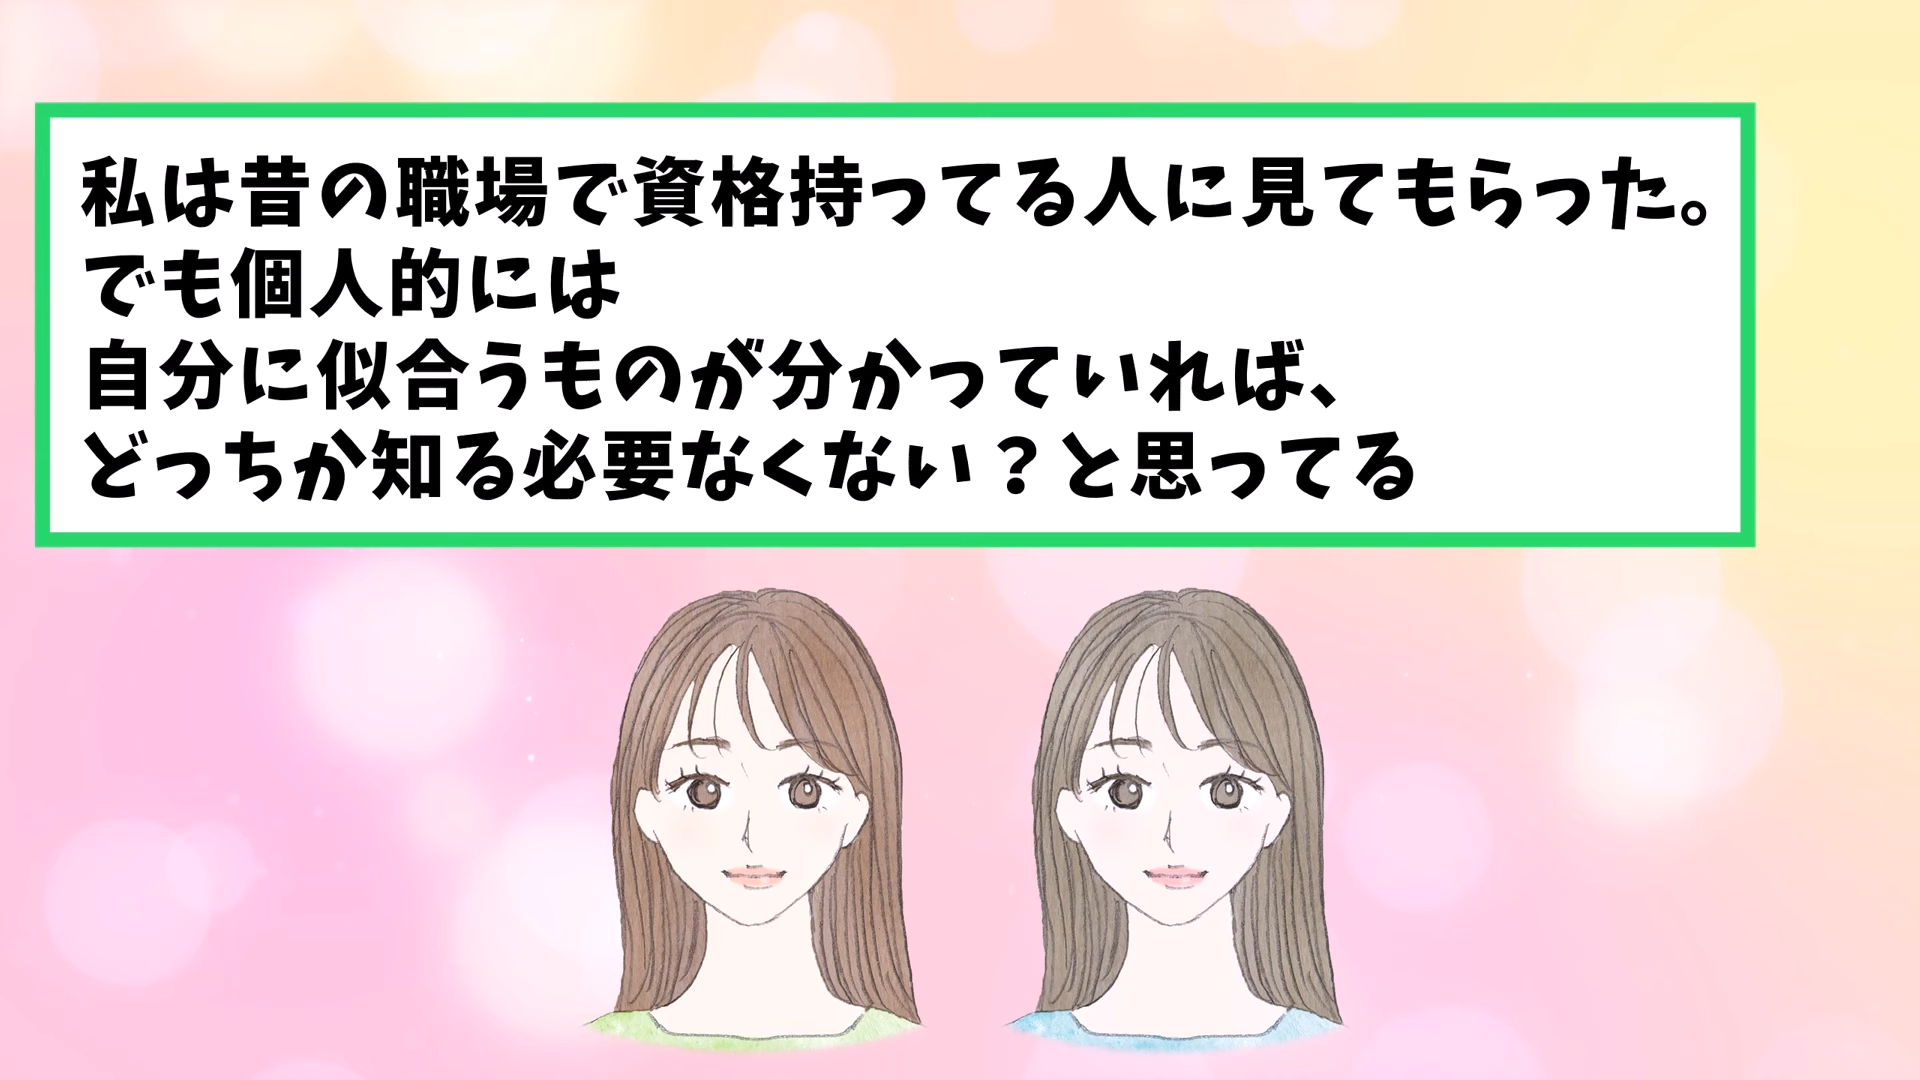 私は昔の職場で資格持ってる人に見てもらった。
でも個人的には
自分に似合うものが分かっていれば、
どっちか知る必要なくない？と思ってる